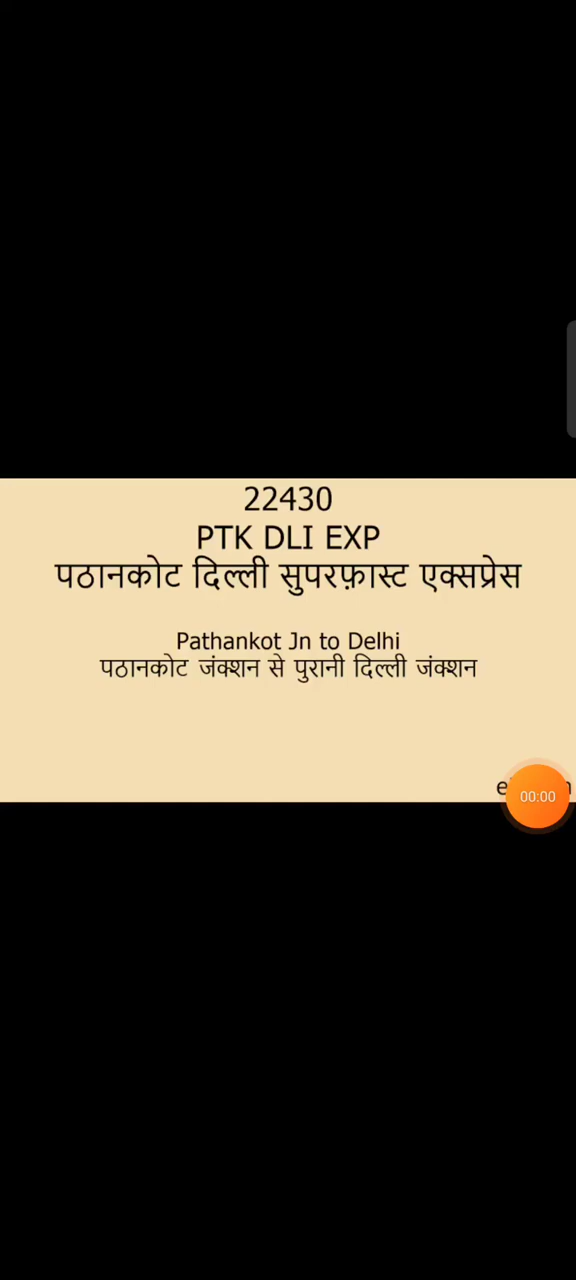 22430
PTK DLI EXP
पठानकोट दिल्ली सुपरफ़ास्ट एक्सप्रेस
Pathankot Jn to Delhi
पठानकोट जंक्शन से पुरानी दिल्ली जंक्शन
00:00